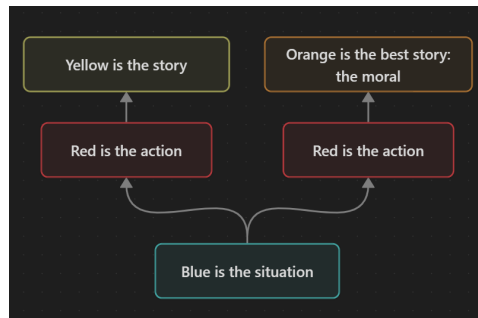 Yellow is the story
Orange is the best story:
the moral
Red is the action
Red is the action
Blue is the situation